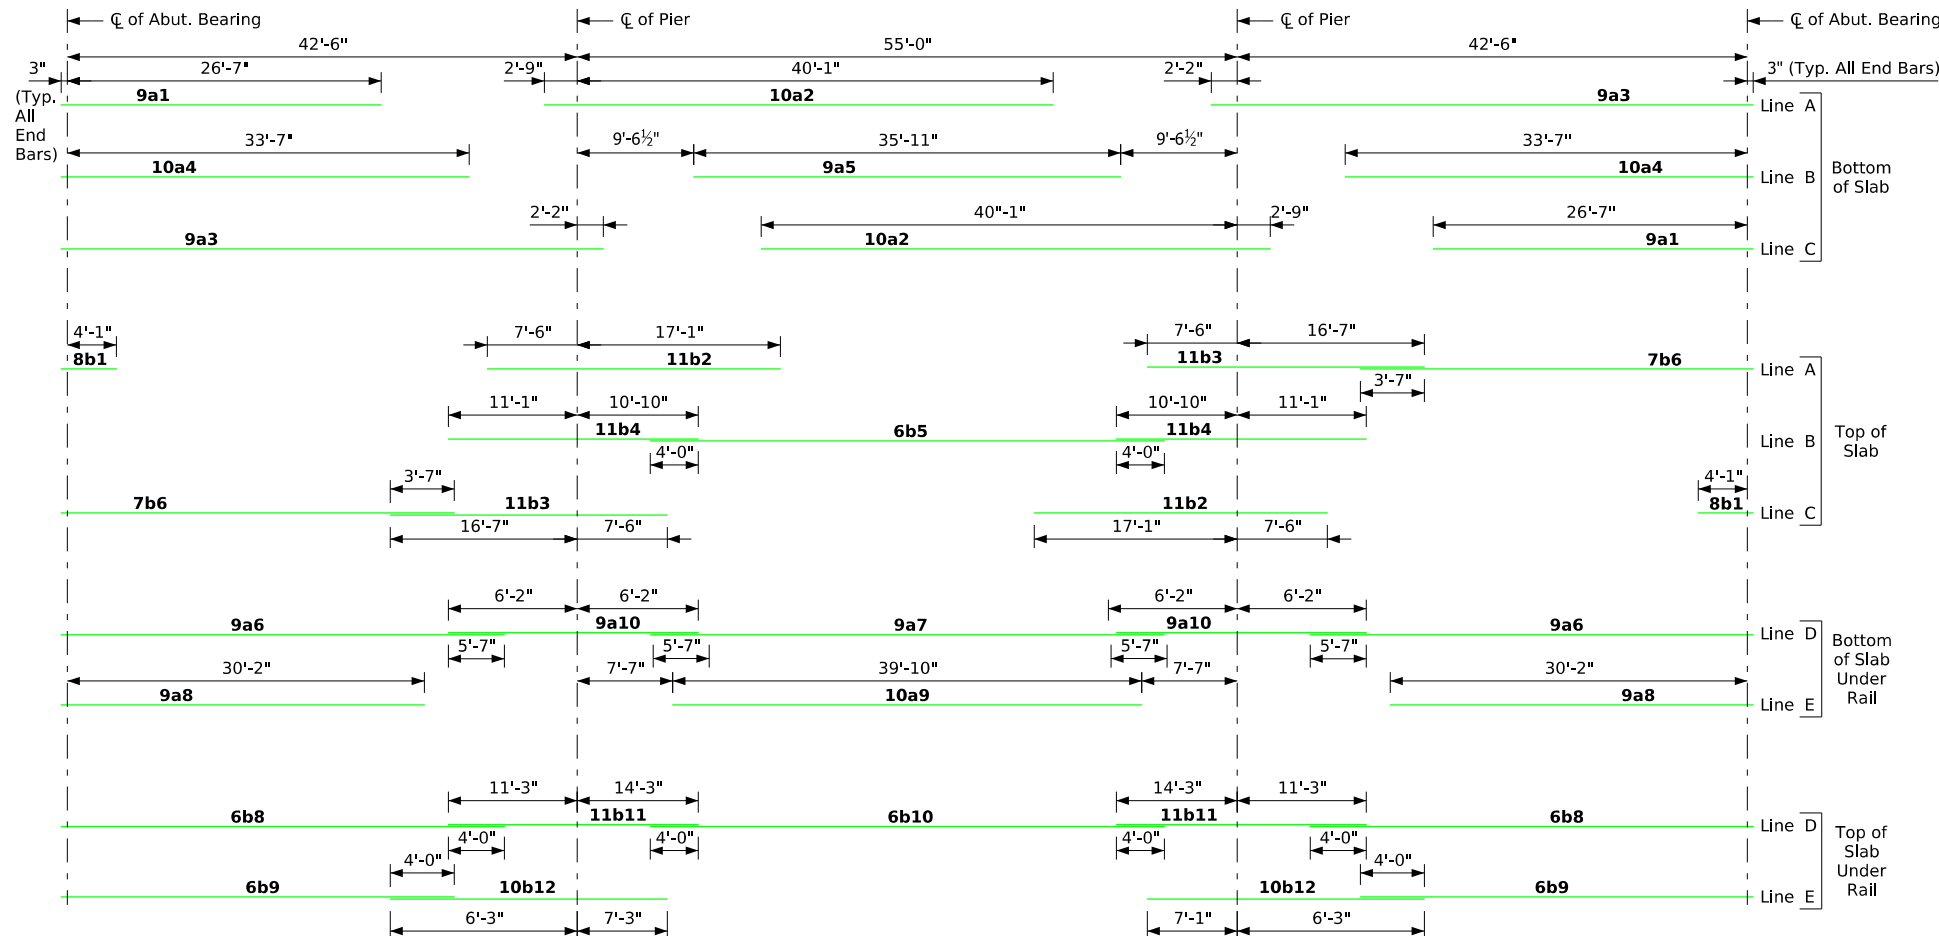 ℄ of Abut. Bearing
℄ of Pier
℄ of Pier
℄ of Abut. Bearing
42'-6"
55'-0"
42'-6"
3"
26'-7"
2'-9"
40'-1"
2'-2"
3" (Typ. All End Bars)
(Typ.
All
End
Bars)
9a1
10a2
9a3
Line A
33'-7"
9'-6½"
35'-11"
9'-6½"
33'-7"
10a4
9a5
10a4
Line B
Bottom
of Slab
2'-2"
40"-1"
2'-9"
26'-7"
9a3
10a2
9a1
Line C
4'-1"
7'-6"
17'-1"
7'-6"
16'-7"
8b1
11b2
11b3
7b6
Line A
3'-7"
11'-1"
10'-10"
10'-10"
11'-1"
11b4
6b5
11b4
Line B
Top of
Slab
4'-0"
4'-0"
3'-7"
4'-1"
7b6
11b3
11b2
8b1
Line C
16'-7"
7'-6"
17'-1"
7'-6"
6'-2"
6'-2"
6'-2"
6'-2"
9a6
9a10
9a7
9a10
9a6
Line D
5'-7"
5'-7"
5'-7"
5'-7"
Bottom
of Slab
Under
Rail
30'-2"
7'-7"
39'-10"
7'-7"
30'-2"
9a8
10a9
9a8
Line E
11'-3"
14'-3"
14'-3"
11'-3"
6b8
11b11
6b10
11b11
6b8
Line D
4'-0"
4'-0"
4'-0"
4'-0"
Top of
Slab
Under
Rail
4'-0"
4'-0"
6b9
10b12
10b12
6b9
Line E
6'-3"
7'-3"
7'-1"
6'-3"